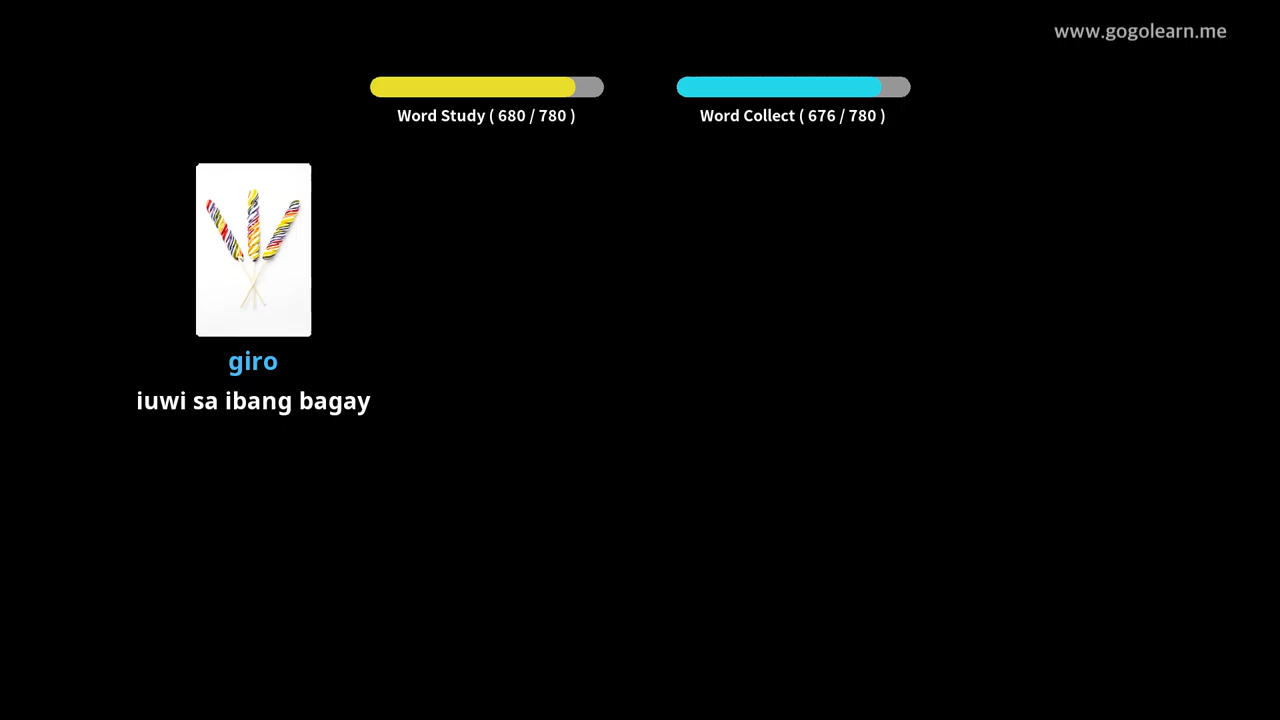 www.gogolearn.me
Word Study ( 680 / 780 )
Word Collect ( 676 / 780 )
giro
iuwi sa ibang bagay